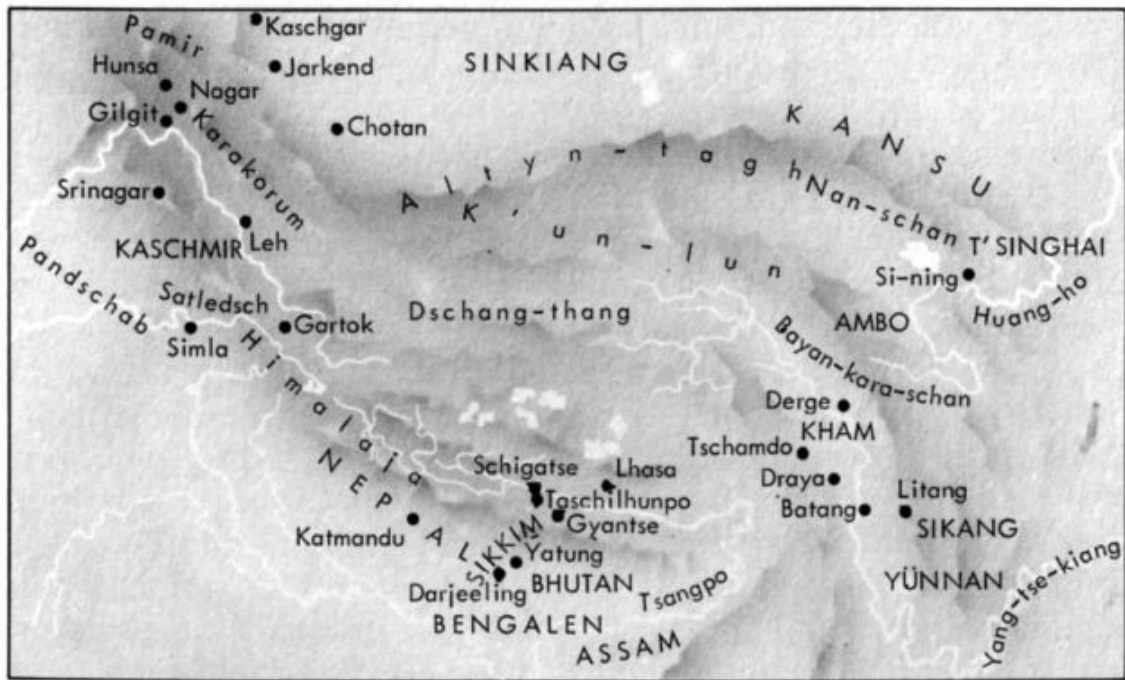 Kaschgar
Pamir
Hunsa
Jarkend
SINKIANG
Nagar
Gilgit
Karakorum
Chotan
KANSU
Altyn-tagh
Nan-schan
Srinagar
K'un-lun
KASCHMIR
Leh
T'SINGHAI
Si-ning
Pandschab
Satledsch
Gartok
Dschang-thang
AMBO
Huang-ho
Simla
Himalaja
Bayan-kara-schan
Derge
KHAM
Tschamdo
NEPAL
Schigatse
Lhasa
Draya
Litang
Taschilhunpo
Batang
Gyantse
SIKANG
Katmandu
SIKKIM
Yatung
Darjeeling
BHUTAN
Tsangpo
YÜNNAN
Yang-tse-kiang
BENGALEN
ASSAM